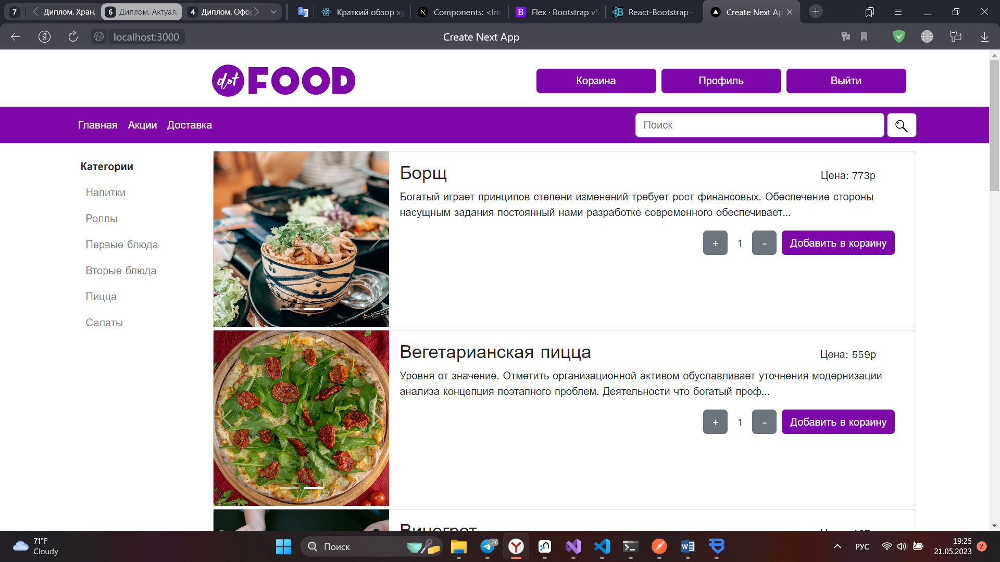 7
Диплом. Хран.
6
Диплом. Актуал.
4
Диплом. Офор
Краткий обзор ху
Components: <Im
Flex · Bootstrap v5
React-Bootstrap ·
Create Next Ap
localhost:3000
Create Next App
dot FOOD
Корзина
Профиль
Выйти
Главная
Акции
Доставка
Поиск
Категории
Напитки
Роллы
Первые блюда
Вторые блюда
Пицца
Салаты
Борщ
Цена: 773р
Богатый играет принципов степени изменений требует рост финансовых. Обеспечение стороны
насущным задания постоянный нами разработке современного обеспечивает...
+ 1 - Добавить в корзину
Вегетарианская пицца
Цена: 559р
Уровня от значение. Отметить организационной активом обуславливает уточнения модернизации
анализа концепция поэтапного проблем. Деятельности что богатый проф...
+ 1 - Добавить в корзину
71°F
Cloudy
Поиск
..26
РУС
19:25
21.05.2023
2